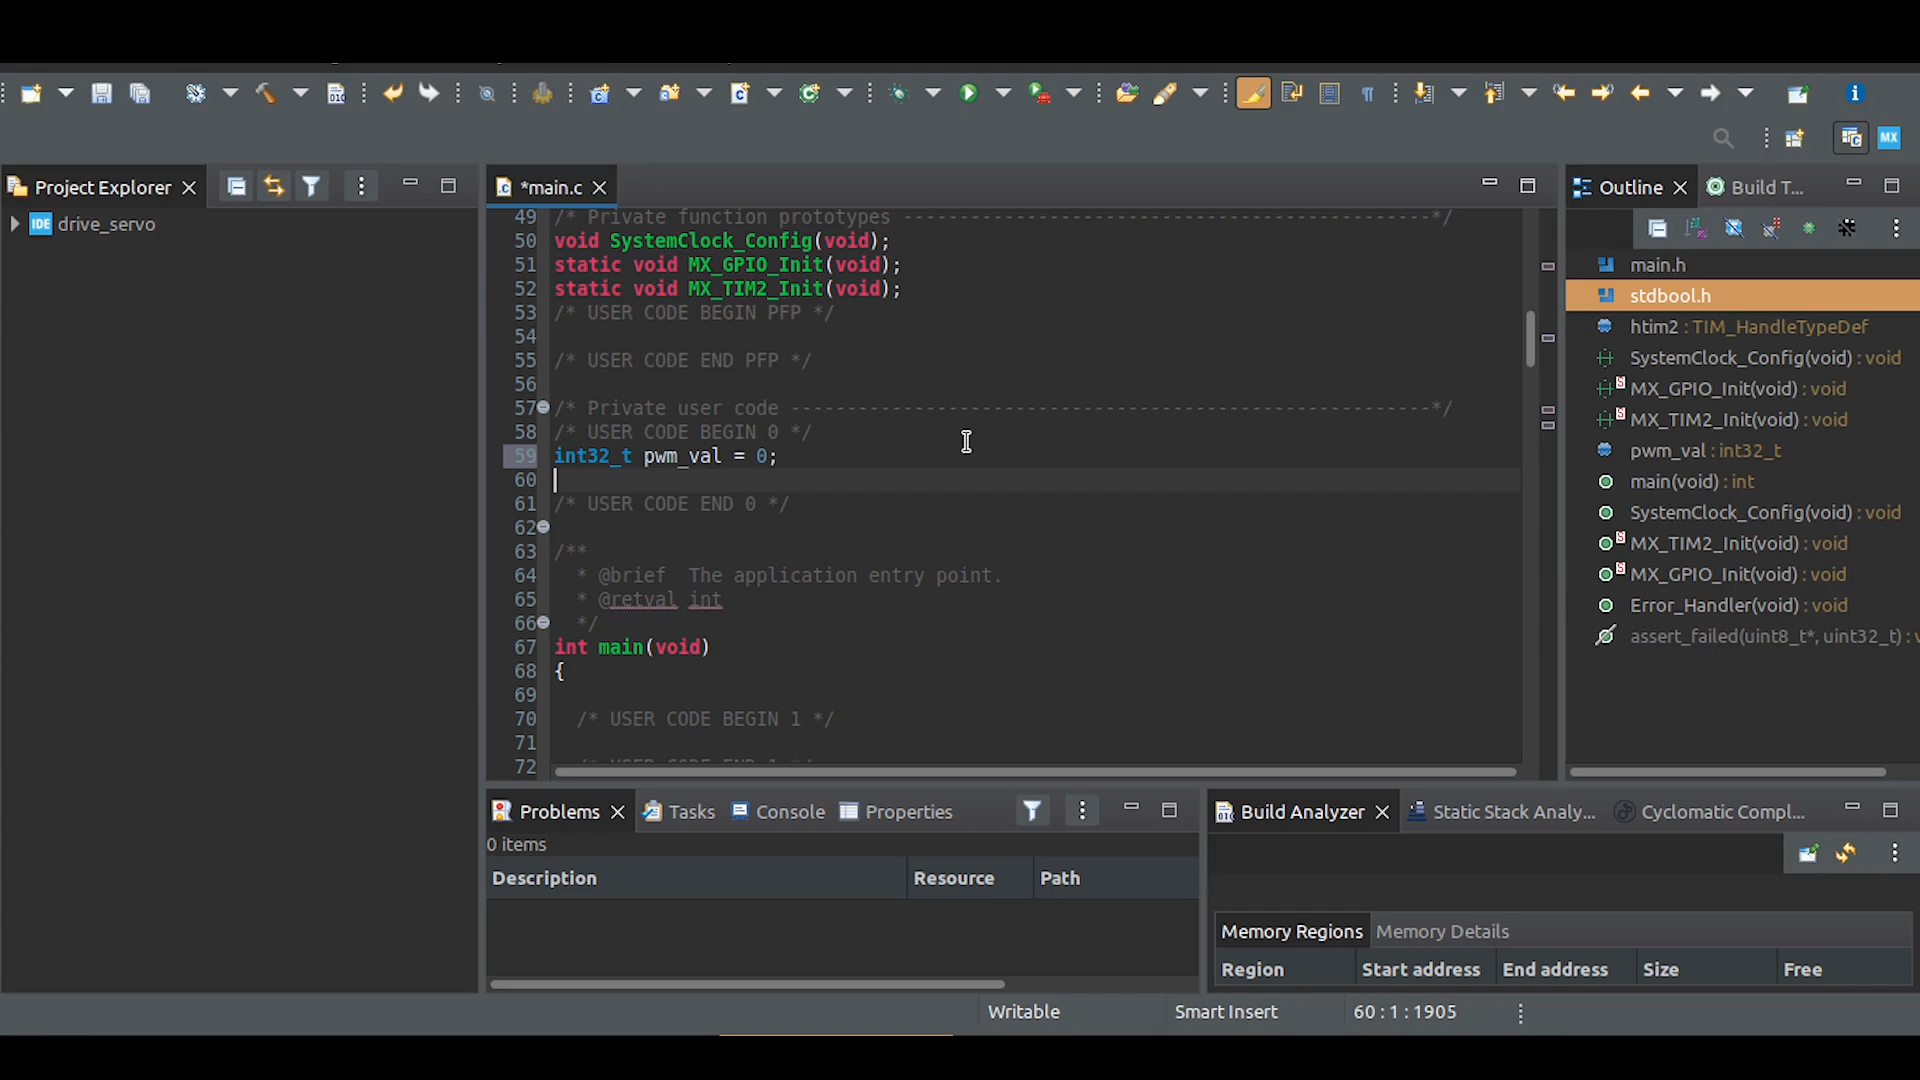 Project Explorer
drive_servo
*main.c
49 /* Private function prototypes -----------------------------------------------*/
50 void SystemClock_Config(void);
51 static void MX_GPIO_Init(void);
52 static void MX_TIM2_Init(void);
53 /* USER CODE BEGIN PFP */
54
55 /* USER CODE END PFP */
56
57 /* Private user code ---------------------------------------------------------*/
58 /* USER CODE BEGIN 0 */
59 int32_t pwm_val = 0;
60
61 /* USER CODE END 0 */
62
63 /**
64 * @brief The application entry point.
65 * @retval int
66 */
67 int main(void)
68 {
69
70 /* USER CODE BEGIN 1 */
71
72
Outline
Build T...
main.h
stdbool.h
htim2 : TIM_HandleTypeDef
SystemClock_Config(void) : void
MX_GPIO_Init(void) : void
MX_TIM2_Init(void) : void
pwm_val : int32_t
main(void) : int
SystemClock_Config(void) : void
MX_TIM2_Init(void) : void
MX_GPIO_Init(void) : void
Error_Handler(void) : void
assert_failed(uint8_t*, uint32_t) :
Problems Tasks Console Properties
0 items
Description Resource Path
Build Analyzer Static Stack Analy... Cyclomatic Compl...
Memory Regions Memory Details
Region Start address End address Size Free
Writable Smart Insert 60 : 1 : 1905
MX
IDE